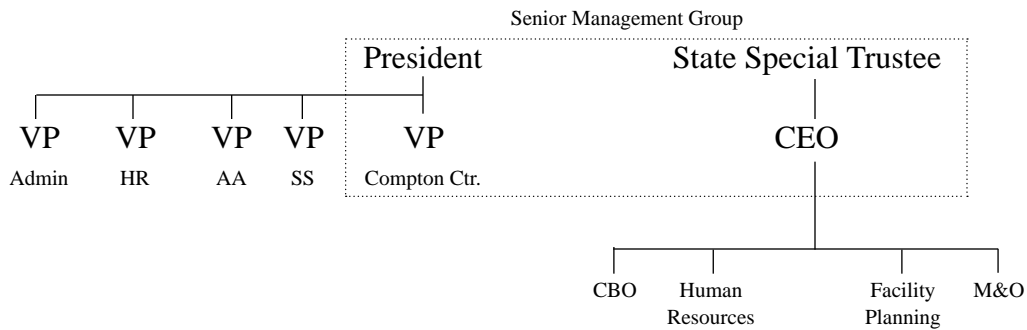 Senior Management Group
President State Special Trustee
VP VP VP VP VP CEO
Admin HR AA SS Compton Ctr.
CBO Human Facility M&O
Resources Planning